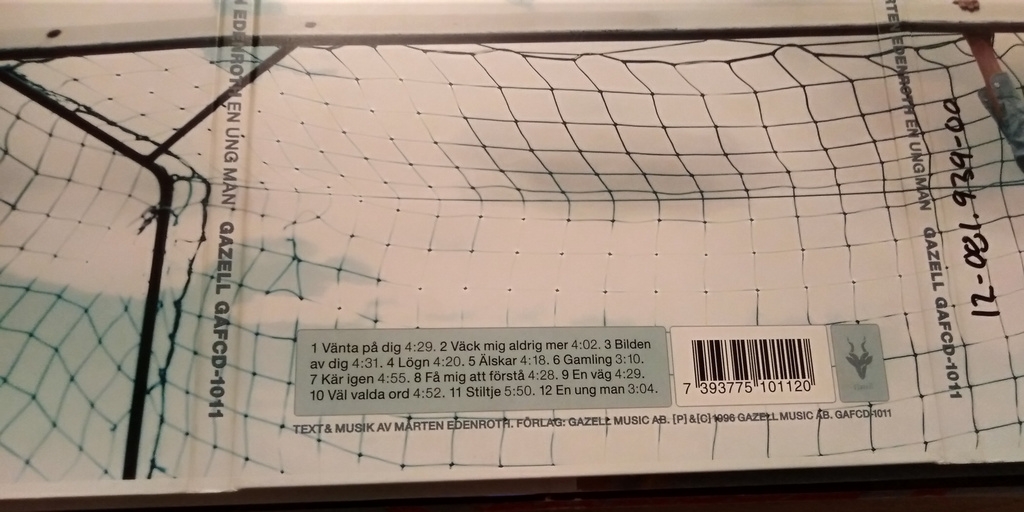 EDENROTH EN UNG MAN GAZELL GAFCD-1011
1 Vänta på dig 4:29. 2 Väck mig aldrig mer 4:02. 3 Bilden
av dig 4:31. 4 Lögn 4:20. 5 Älskar 4:18. 6 Gamling 3:10.
7 Kär igen 4:55. 8 Få mig att förstå 4:28. 9 En väg 4:29.
10 Väl valda ord 4:52. 11 Stiltje 5:50. 12 En ung man 3:04.
7 393775 101120
TEXT & MUSIK AV MÅRTEN EDENROTH. FÖRLAG: GAZELL MUSIC AB. [P] & [C] 1996 GAZELL MUSIC AB. GAFCD-1011
RTEN EDENROTH EN UNG MAN GAZELL GAFCD-1011